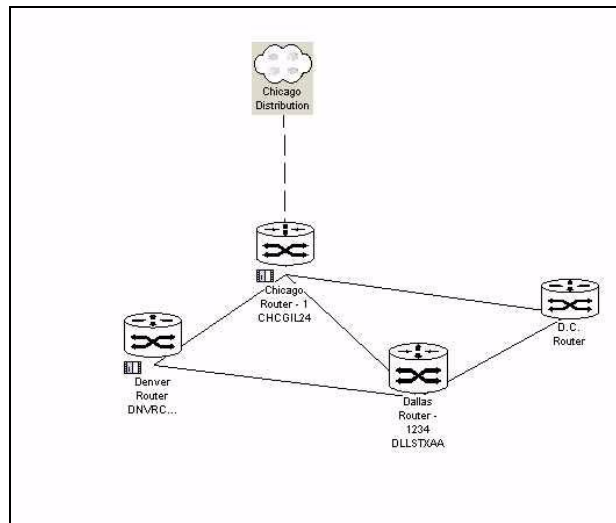 Chicago
Distribution
Chicago
Router - 1
CHCGIL24
D.C.
Router
Denver
Router
DNVRC...
Dallas
Router -
1234
DLLSTXAA